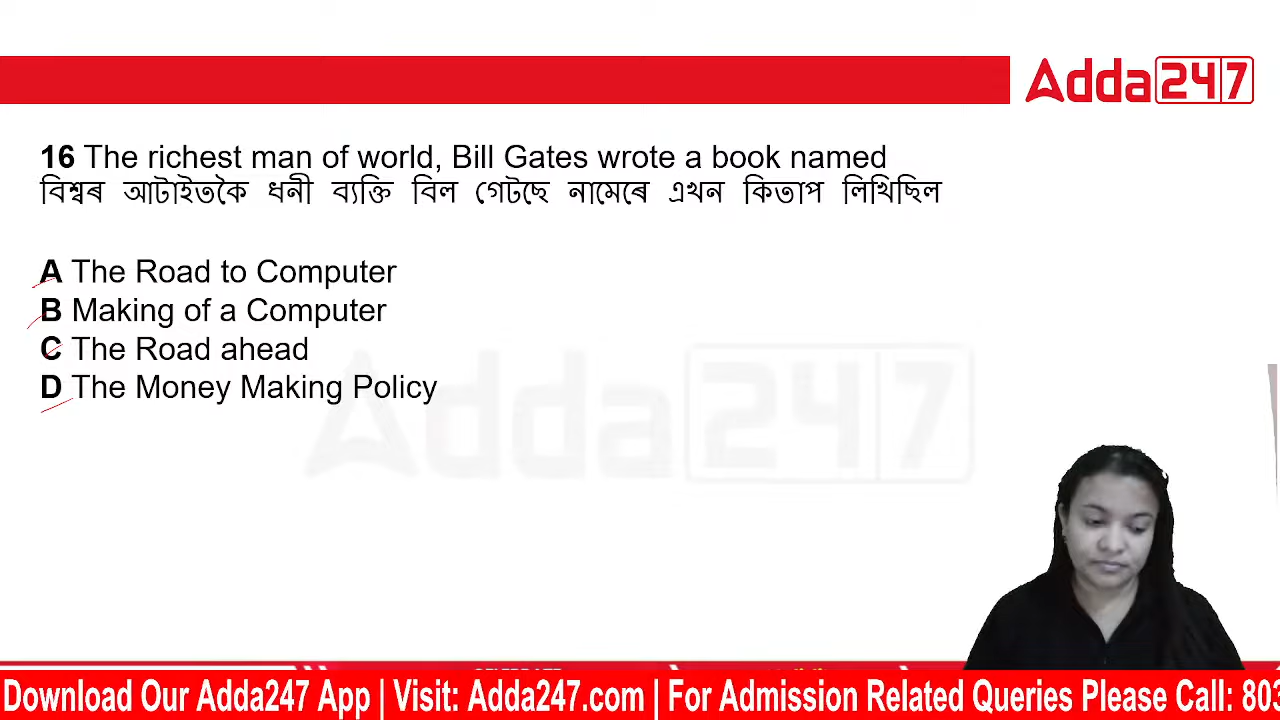 Adda247
16 The richest man of world, Bill Gates wrote a book named
বিশ্বৰ আটাইতকৈ ধনী ব্যক্তি বিল গেটছে নামেৰে এখন কিতাপ লিখিছিল
A The Road to Computer
B Making of a Computer
C The Road ahead
D The Money Making Policy
Adda247
Download Our Adda247 App | Visit: Adda247.com | For Admission Related Queries Please Call: 803